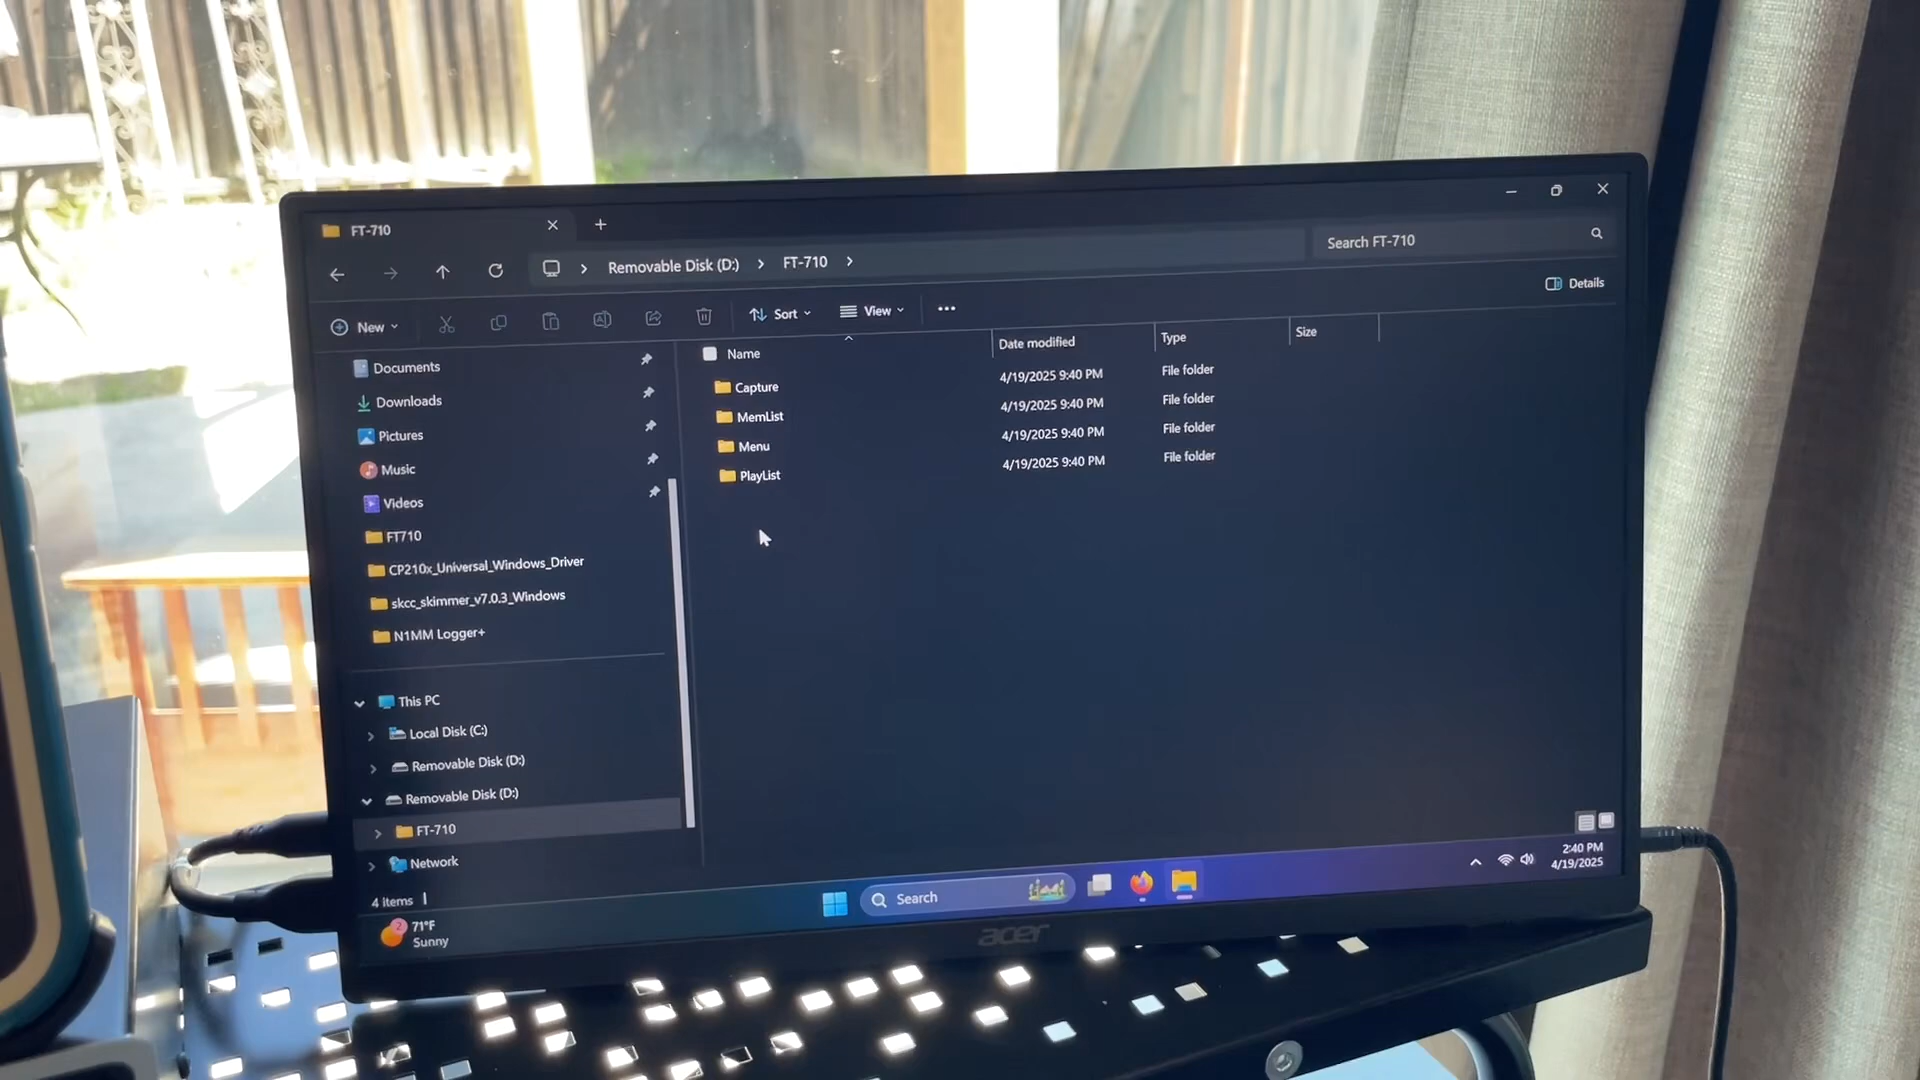 FT-710
Removable Disk (D:) > FT-710 >
Search FT-710
New
Sort
View
Details
Documents
Downloads
Pictures
Music
Videos
FT710
CP210x_Universal_Windows_Driver
skcc_skimmer_v7.0.3_Windows
N1MM Logger+
This PC
Local Disk (C:)
Removable Disk (D:)
Removable Disk (D:)
FT-710
Network
4 items
Name Date modified Type Size
Capture 4/19/2025 9:40 PM File folder
MemList 4/19/2025 9:40 PM File folder
Menu 4/19/2025 9:40 PM File folder
PlayList 4/19/2025 9:40 PM File folder
2
71°F
Sunny
Search
2:40 PM
4/19/2025
acer